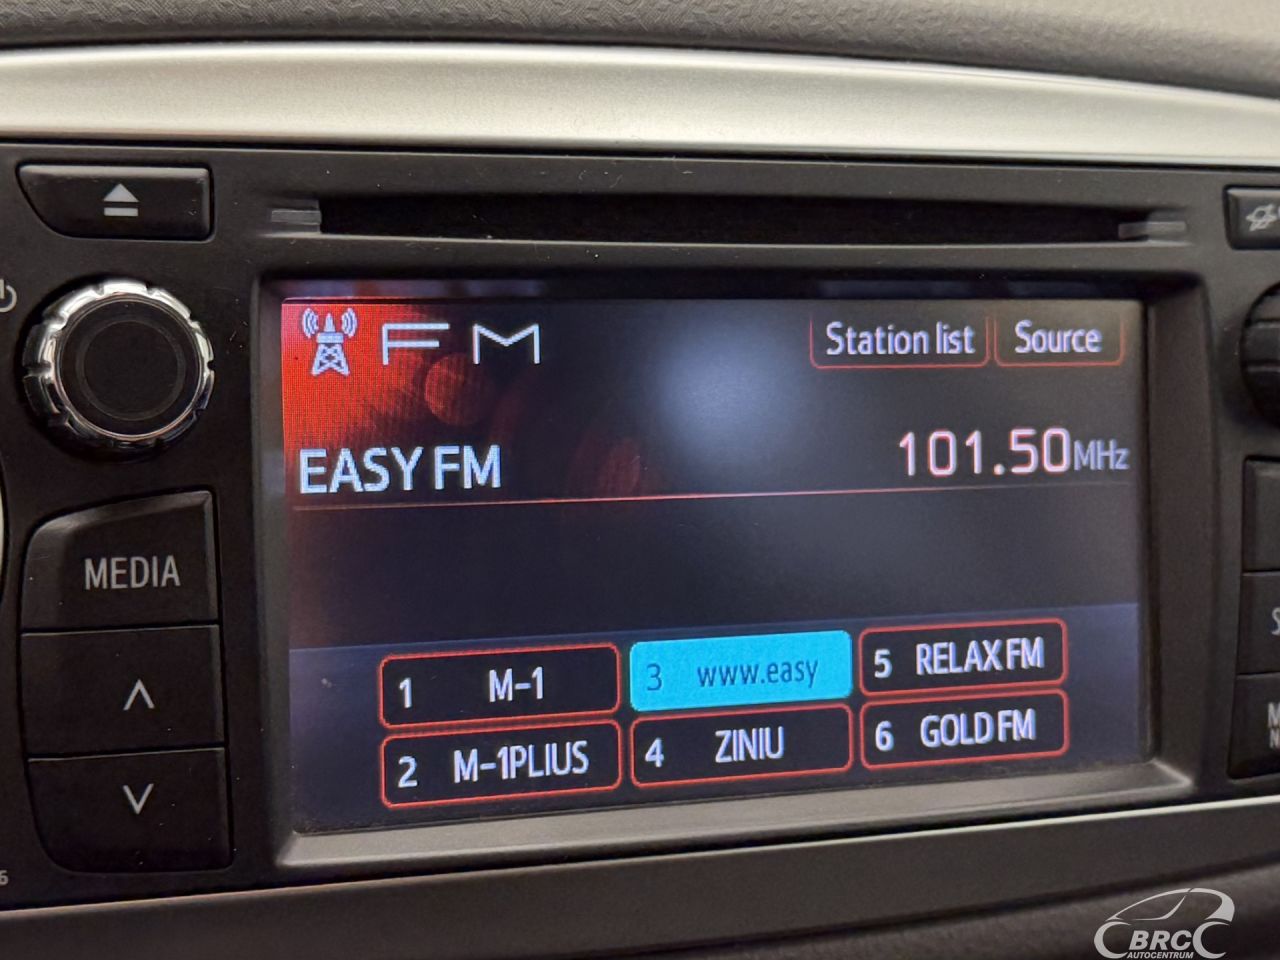 FM
Station list
Source
EASY FM
101.50MHz
MEDIA
1 M-1
3 www.easy
5 RELAX FM
2 M-1PLIUS
4 ZINIU
6 GOLD FM
BRC
AUTOCENTRUM